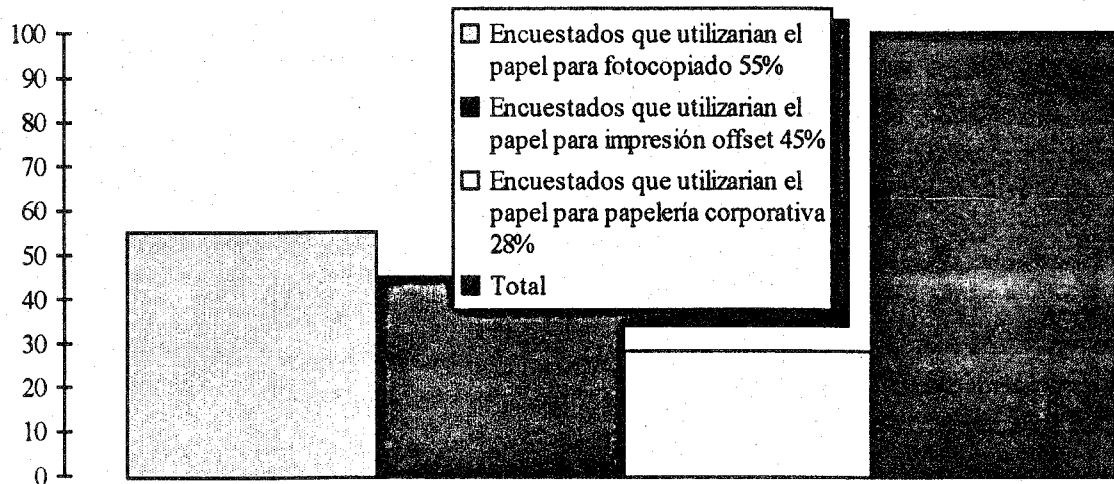 100
90
80
70
60
50
40
30
20
10
0
Encuestados que utilizarian el
papel para fotocopiado 55%
Encuestados que utilizarian el
papel para impresión offset 45%
Encuestados que utilizarian el
papel para papelería corporativa
28%
Total